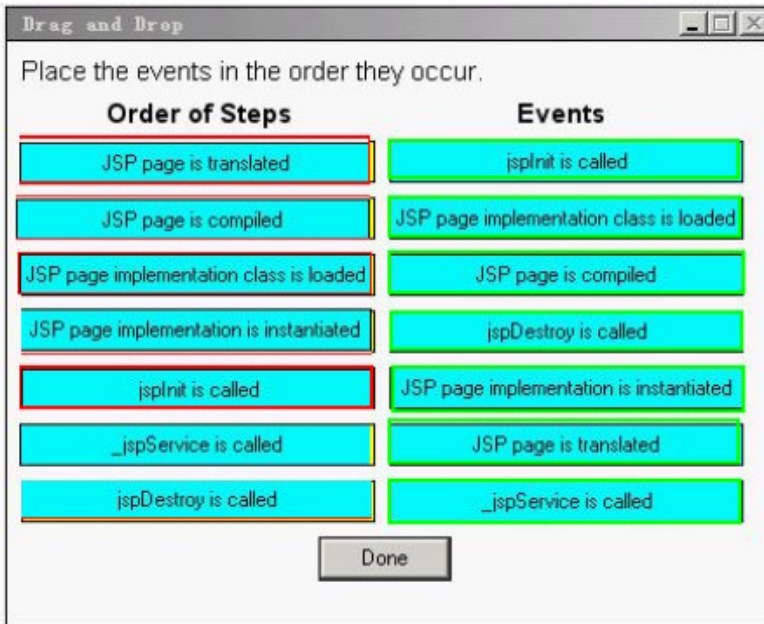 Drag and Drop
Place the events in the order they occur.
Order of Steps
Events
JSP page is translated
jspInit is called
JSP page is compiled
JSP page implementation class is loaded
JSP page implementation class is loaded
JSP page is compiled
JSP page implementation is instantiated
jspDestroy is called
jspInit is called
JSP page implementation is instantiated
_jspService is called
JSP page is translated
jspDestroy is called
_jspService is called
Done